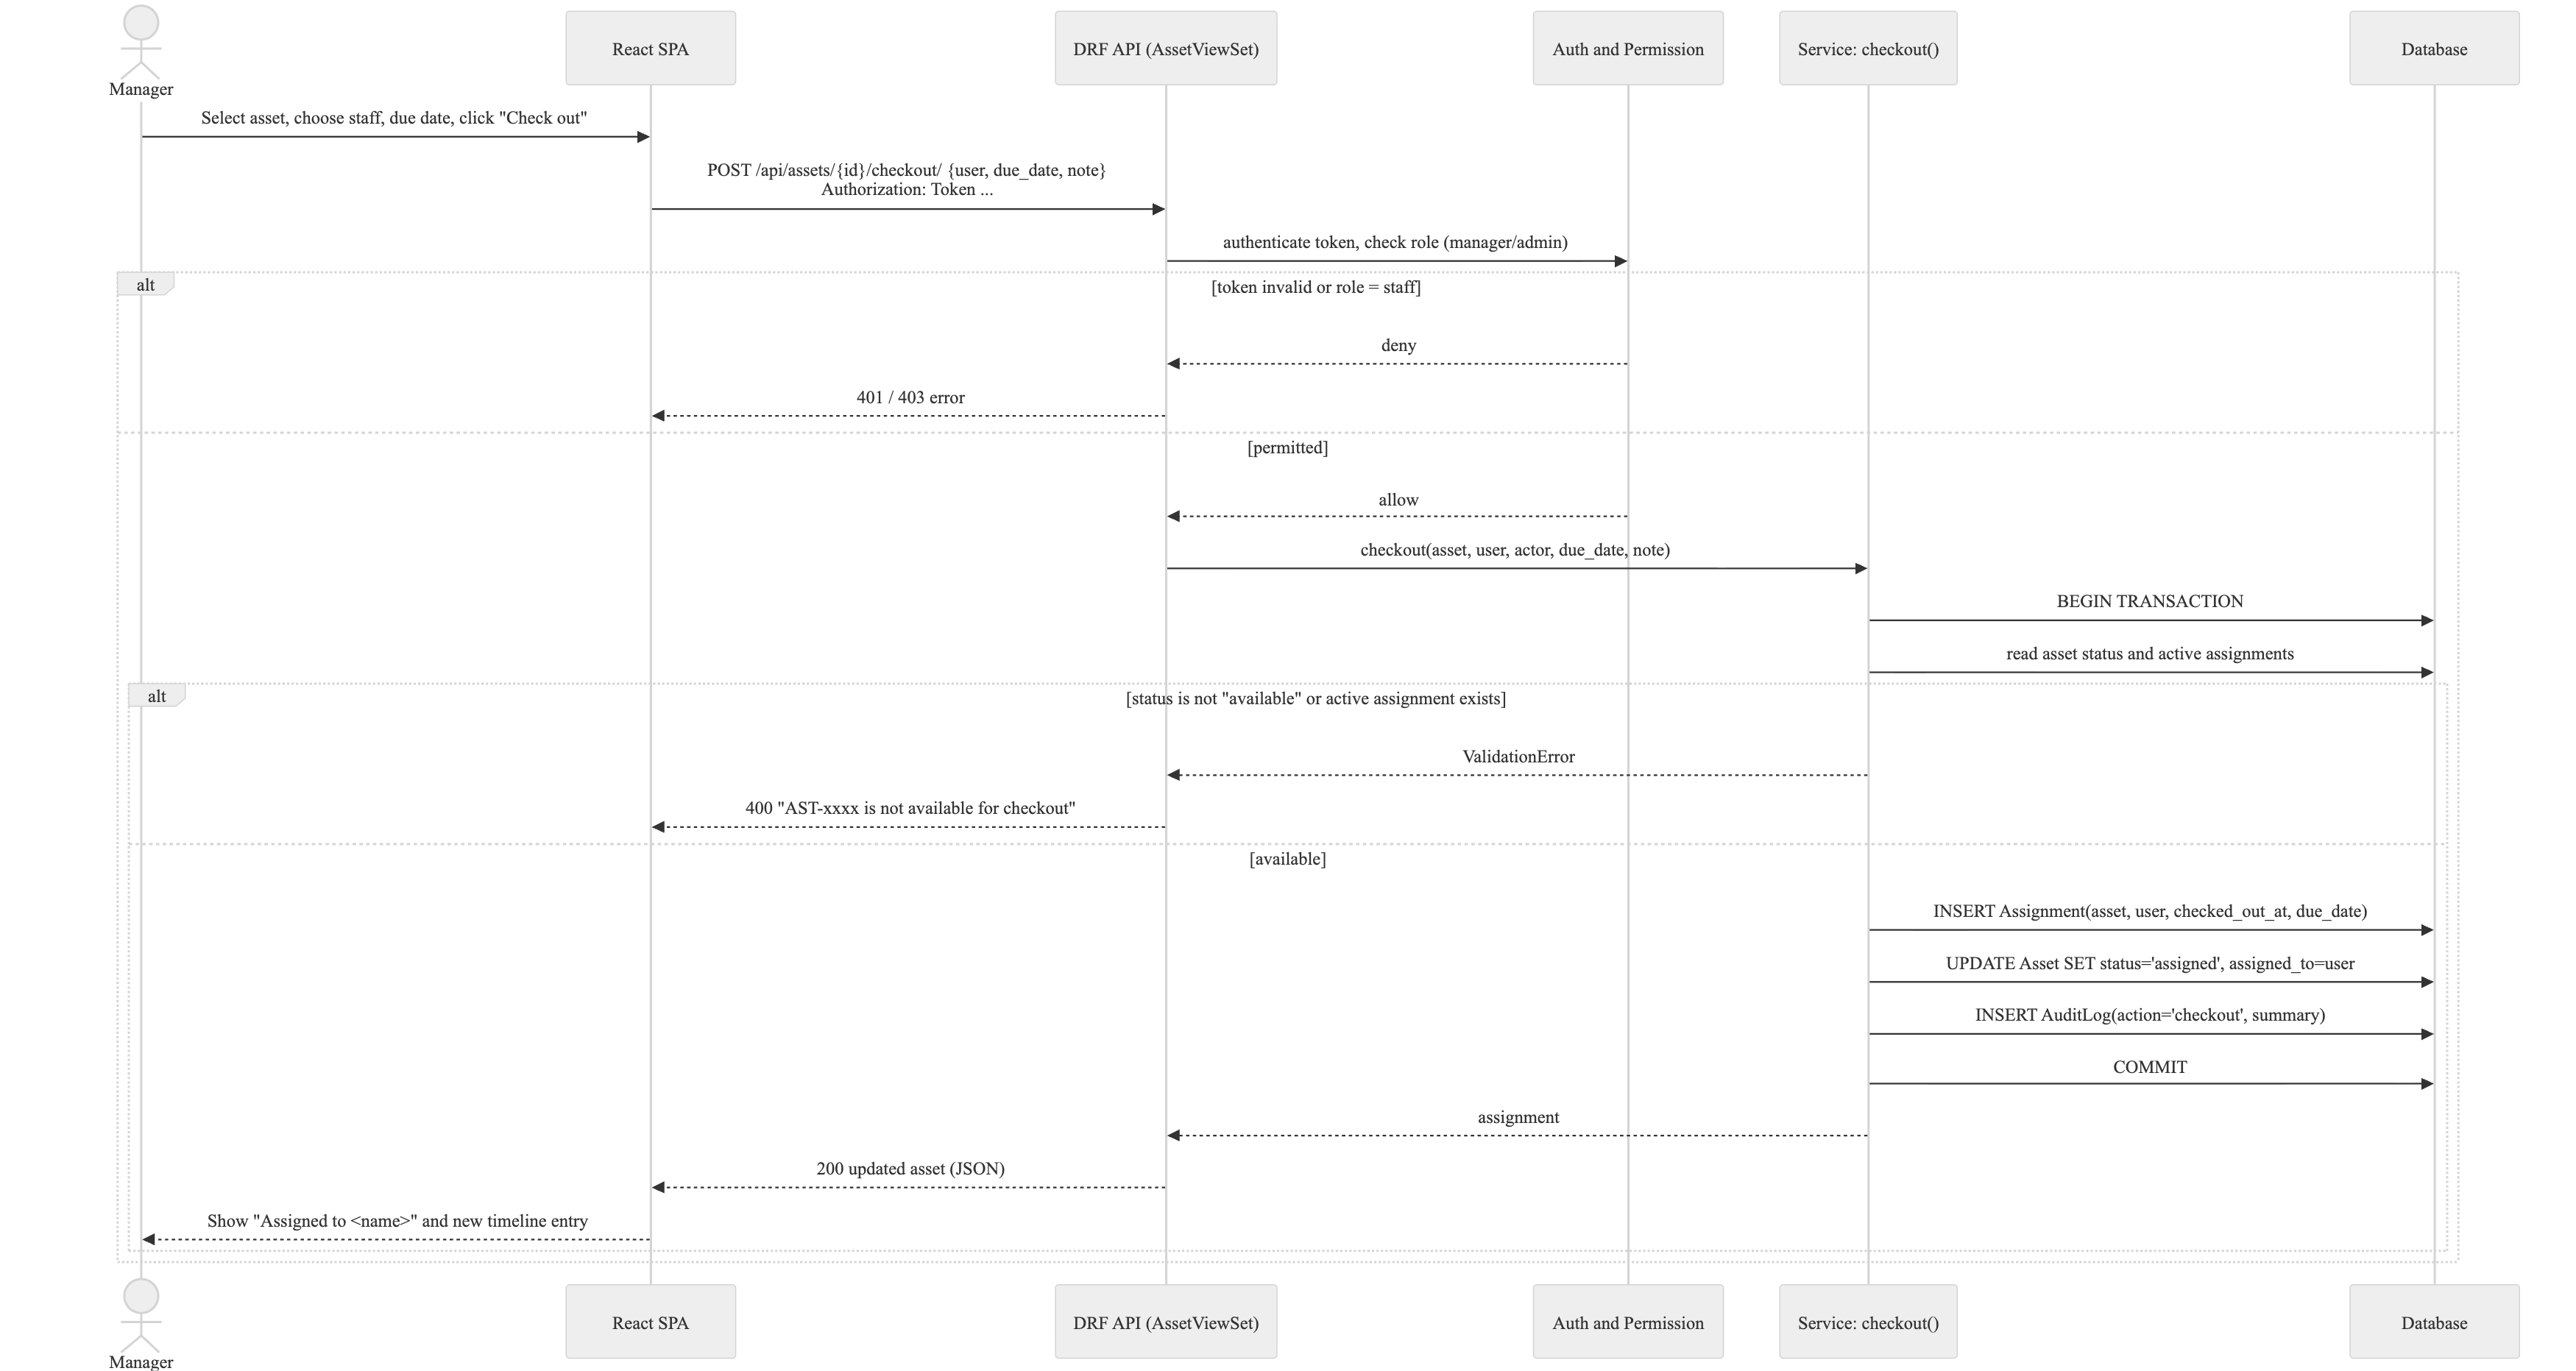 React SPA
DRF API (AssetViewSet)
Auth and Permission
Service: checkout()
Database
Manager
Select asset, choose staff, due date, click "Check out"
POST /api/assets/{id}/checkout/ {user, due_date, note}
Authorization: Token ...
authenticate token, check role (manager/admin)
alt
[token invalid or role = staff]
deny
401 / 403 error
[permitted]
allow
checkout(asset, user, actor, due_date, note)
BEGIN TRANSACTION
read asset status and active assignments
alt
[status is not "available" or active assignment exists]
ValidationError
400 "AST-xxxx is not available for checkout"
[available]
INSERT Assignment(asset, user, checked_out_at, due_date)
UPDATE Asset SET status='assigned', assigned_to=user
INSERT AuditLog(action='checkout', summary)
COMMIT
assignment
200 updated asset (JSON)
Show "Assigned to <name>" and new timeline entry
React SPA
DRF API (AssetViewSet)
Auth and Permission
Service: checkout()
Database
Manager